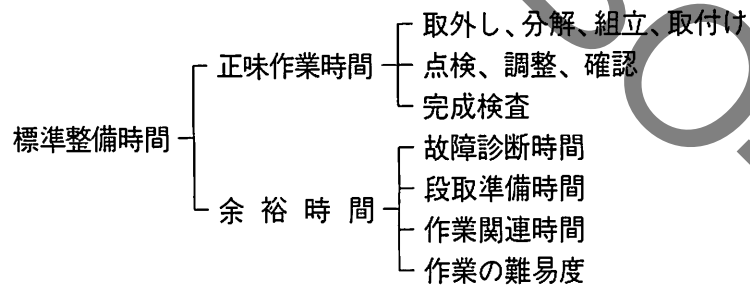 標準整備時間
正味作業時間
取外し、分解、組立、取付け
点検、調整、確認
完成検査
余裕時間
故障診断時間
段取準備時間
作業関連時間
作業の難易度